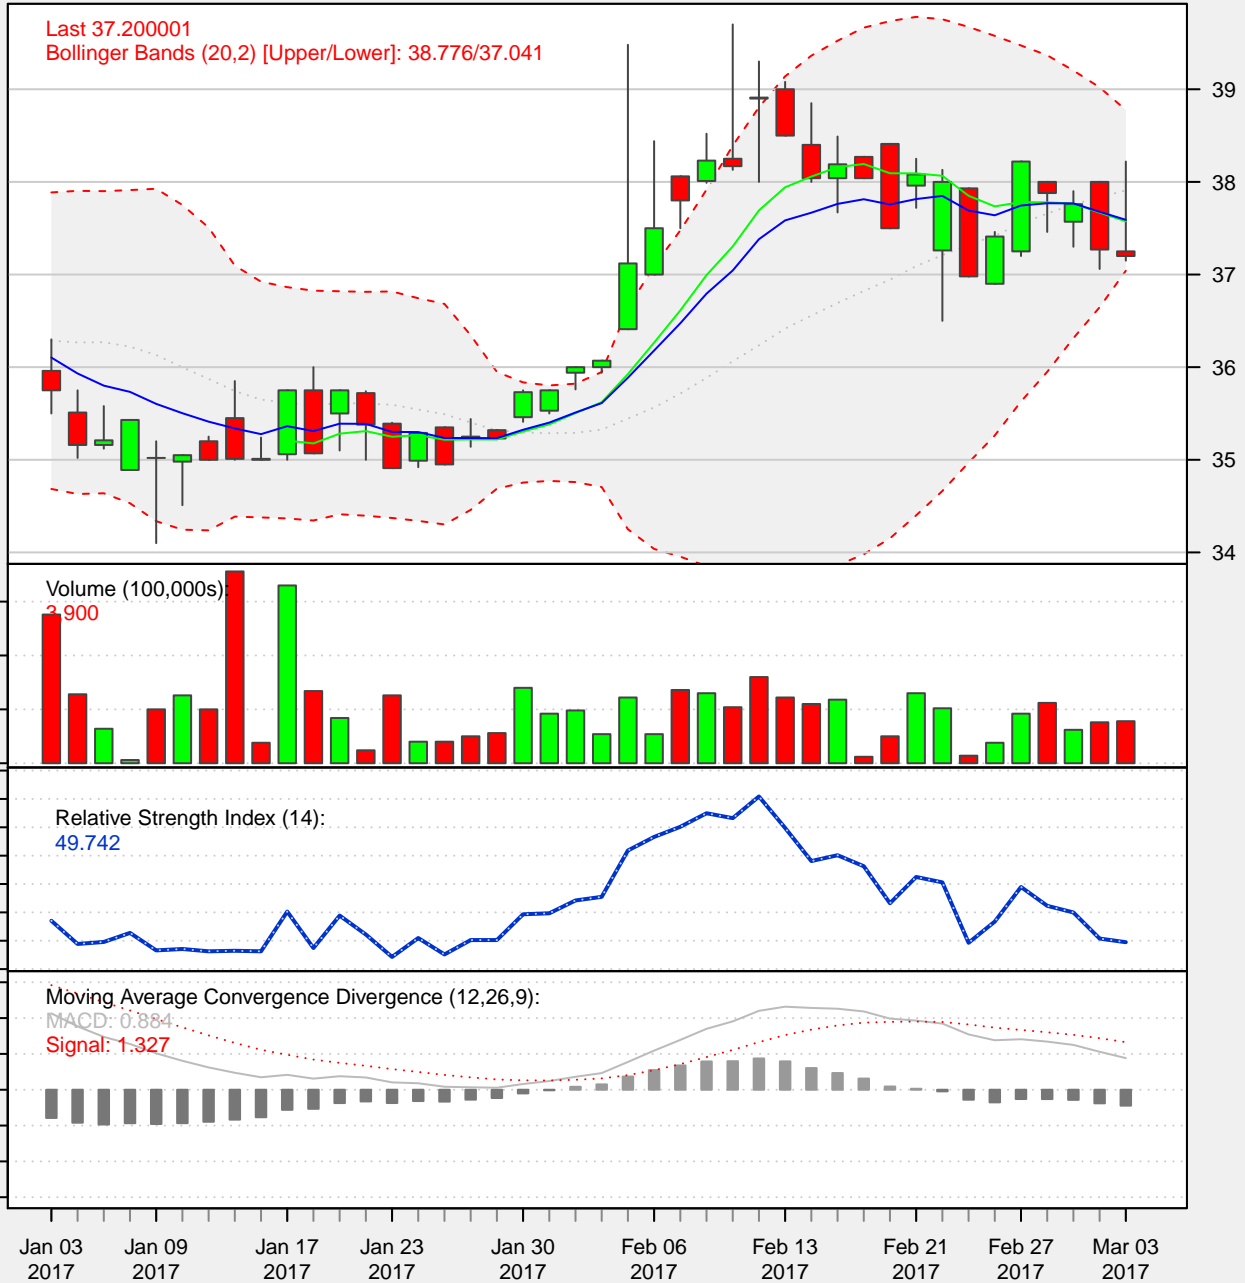 Last 37.200001
Bollinger Bands (20,2) [Upper/Lower]: 38.776/37.041
39
38
37
36
35
34
Volume (100,000s):
3.900
Relative Strength Index (14):
49.742
Moving Average Convergence Divergence (12,26,9):
MACD: 0.884
Signal: 1.327
Jan 03 Jan 09 Jan 17 Jan 23 Jan 30 Feb 06 Feb 13 Feb 21 Feb 27 Mar 03
2017 2017 2017 2017 2017 2017 2017 2017 2017 2017